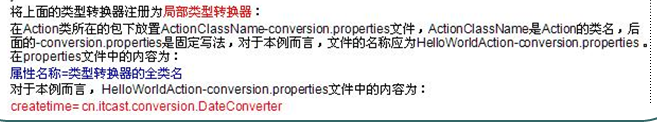 将上面的类型转换器注册为局部类型转换器：
在Action类所在的包下放置ActionClassName-conversion.properties文件，ActionClassName是Action的类名，后
面的-conversion.properties是固定写法，对于本例而言，文件的名称应为HelloWorldAction-conversion.properties 。
在properties文件中的内容为：
属性名称=类型转换器的全类名
对于本例而言，HelloWorldAction-conversion.properties文件中的内容为：
createtime= cn.itcast.conversion.DateConverter